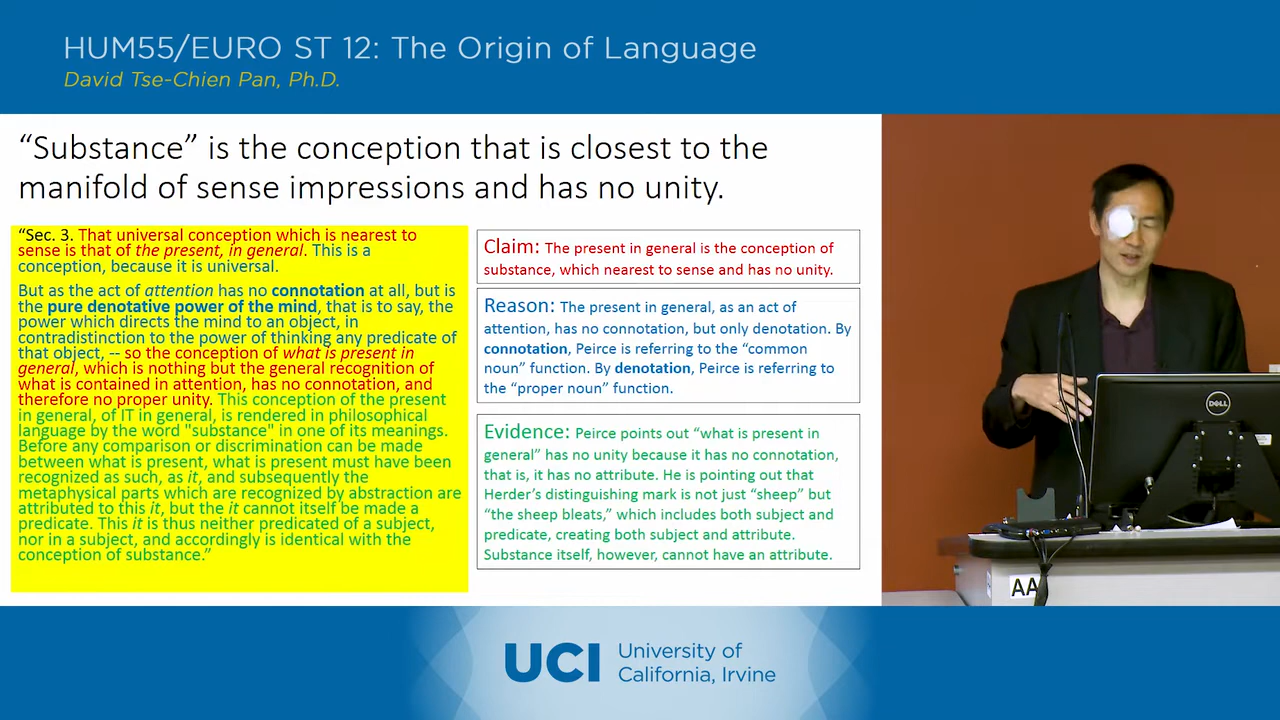 HUM55/EURO ST 12: The Origin of Language
David Tse-Chien Pan, Ph.D.
“Substance” is the conception that is closest to the
manifold of sense impressions and has no unity.
“Sec. 3. That universal conception which is nearest to
sense is that of the present, in general. This is a
conception, because it is universal.
But as the act of attention has no connotation at all, but is
the pure denotative power of the mind, that is to say, the
power which directs the mind to an object, in
contradistinction to the power of thinking any predicate of
that object, -- so the conception of what is present in
general, which is nothing but the general recognition of
what is contained in attention, has no connotation, and
therefore no proper unity. This conception of the present
in general, of IT in general, is rendered in philosophical
language by the word "substance" in one of its meanings.
Before any comparison or discrimination can be made
between what is present, what is present must have been
recognized as such, as it, and subsequently the
metaphysical parts which are recognized by abstraction are
attributed to this it, but the it cannot itself be made a
predicate. This it is thus neither predicated of a subject,
nor in a subject, and accordingly is identical with the
conception of substance.”
Claim: The present in general is the conception of
substance, which nearest to sense and has no unity.
Reason: The present in general, as an act of
attention, has no connotation, but only denotation. By
connotation, Peirce is referring to the “common
noun” function. By denotation, Peirce is referring to
the “proper noun” function.
Evidence: Peirce points out “what is present in
general” has no unity because it has no connotation,
that is, it has no attribute. He is pointing out that
Herder’s distinguishing mark is not just “sheep” but
“the sheep bleats,” which includes both subject and
predicate, creating both subject and attribute.
Substance itself, however, cannot have an attribute.
DELL
AA
UCI University of
California, Irvine